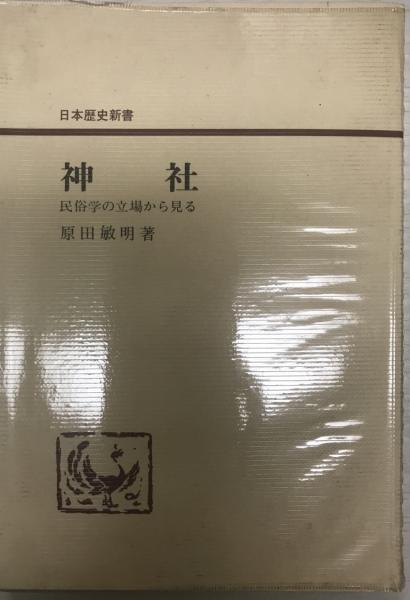 日本歴史新書
神社
民俗学の立場から見る
原田敏明著